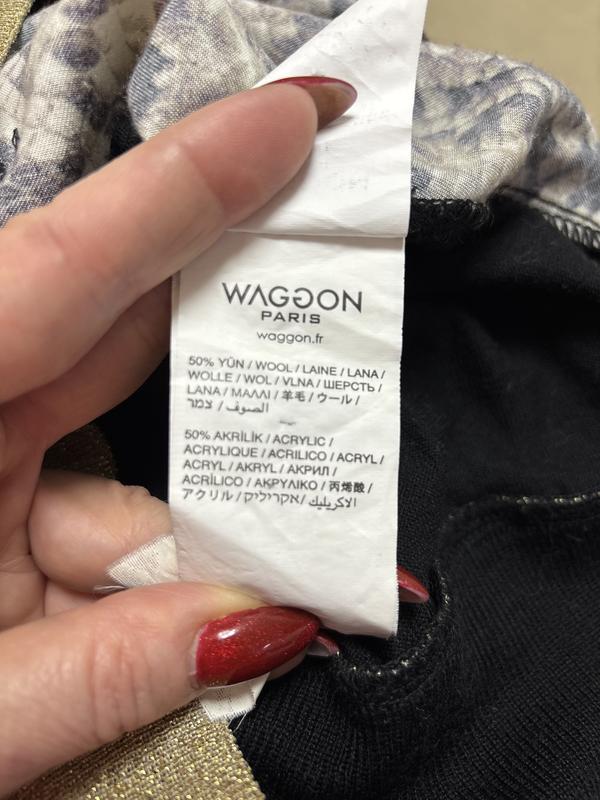 WAGGON
PARIS
waggon.fr
50% YÜN / WOOL / LAINE / LANA /
WOLLE / WOL / VLNA / ШЕРСТЬ /
LANA / ΜΑΛΛΙ / 羊毛 / ウール /
الصوف / צמר
50% AKRİLİK / ACRYLIC /
ACRYLIQUE / ACRILICO / ACRYL /
ACRYL / AKRYL / АКРИЛ /
ACRÍLICO / ΑΚΡΥΛΙΚΟ / 丙烯酸 /
アクリル / אקריליק / الاكريليك